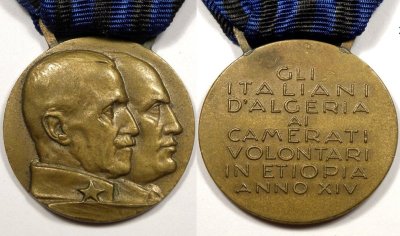 GLI
ITALIANI
D'ALGERIA
AI
CAMERATI
VOLONTARI
IN ETIOPIA
ANNO XIV